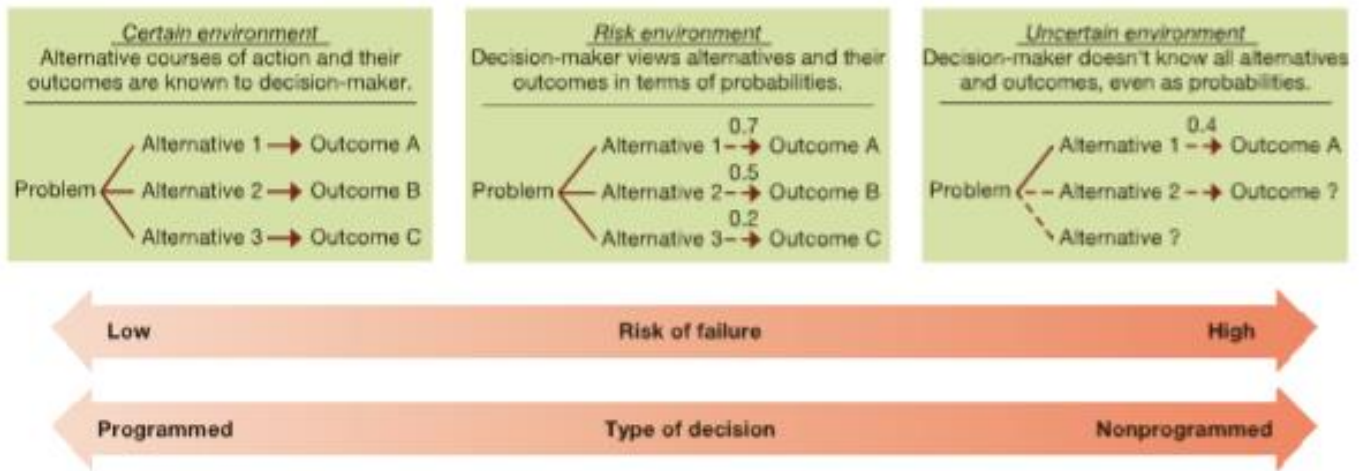 Certain environment
Alternative courses of action and their
outcomes are known to decision-maker.
Problem
Alternative 1 Outcome A
Alternative 2 Outcome B
Alternative 3 Outcome C
Risk environment
Decision-maker views alternatives and their
outcomes in terms of probabilities.
Problem
0.7
Alternative 1 Outcome A
0.5
Alternative 2 Outcome B
0.2
Alternative 3 Outcome C
Uncertain environment
Decision-maker doesn't know all alternatives
and outcomes, even as probabilities.
Problem
0.4
Alternative 1 Outcome A
Alternative 2 Outcome ?
Alternative ?
Low Risk of failure High
Programmed Type of decision Nonprogrammed